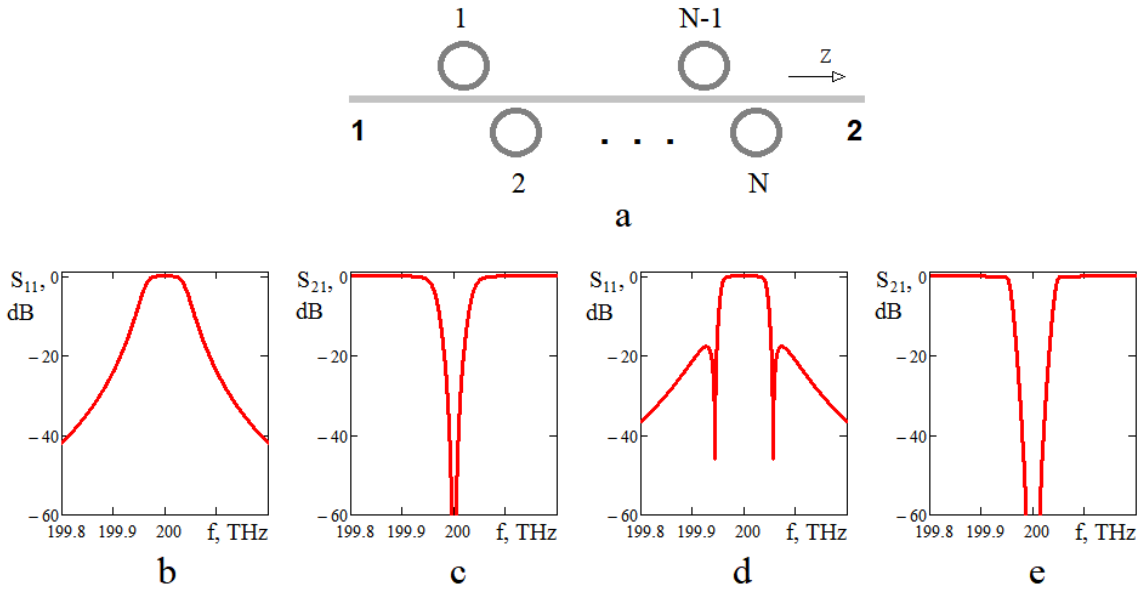 1 N-1
z
1 2
. . .
2 N
a
S11, 0 S21, 0 S11, 0 S21, 0
dB dB dB dB
−20 −20 −20 −20
−40 −40 −40 −40
−60 −60 −60 −60
199.8 199.9 200 f, THz 199.8 199.9 200 f, THz 199.8 199.9 200 f, THz 199.8 199.9 200 f, THz
b c d e